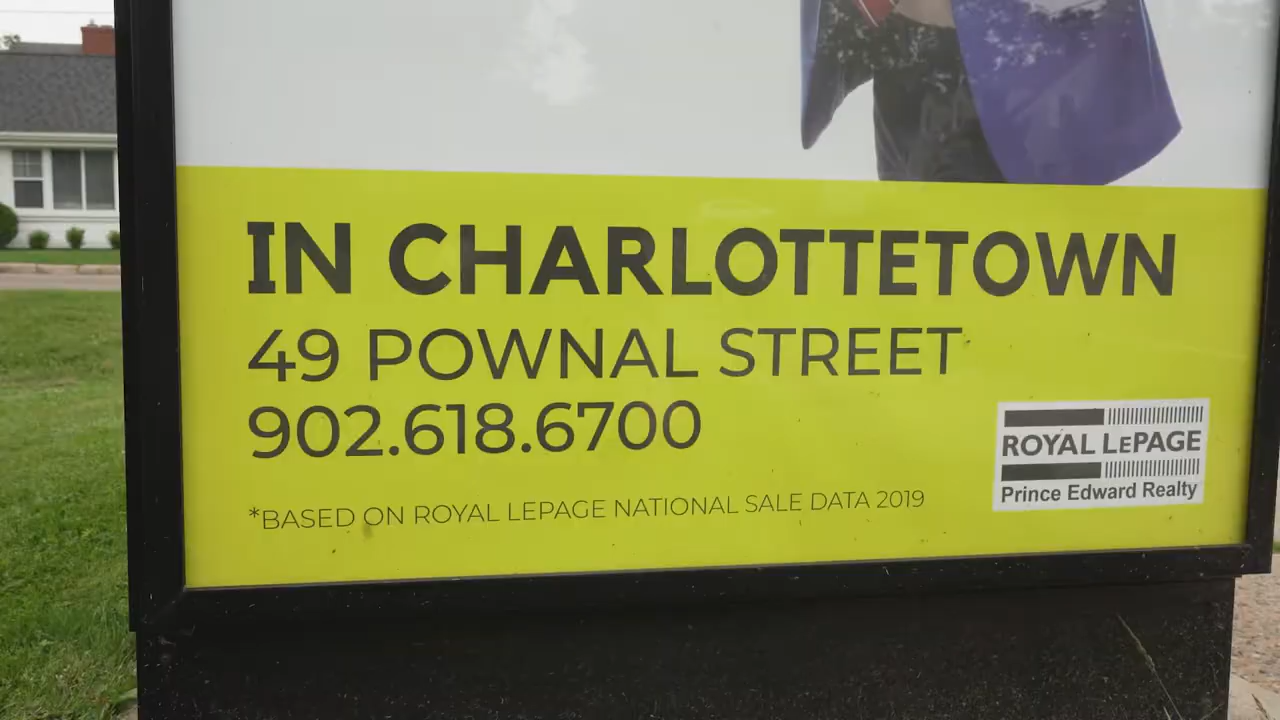 IN CHARLOTTETOWN
49 POWNAL STREET
902.618.6700
*BASED ON ROYAL LEPAGE NATIONAL SALE DATA 2019
ROYAL LEPAGE
Prince Edward Realty